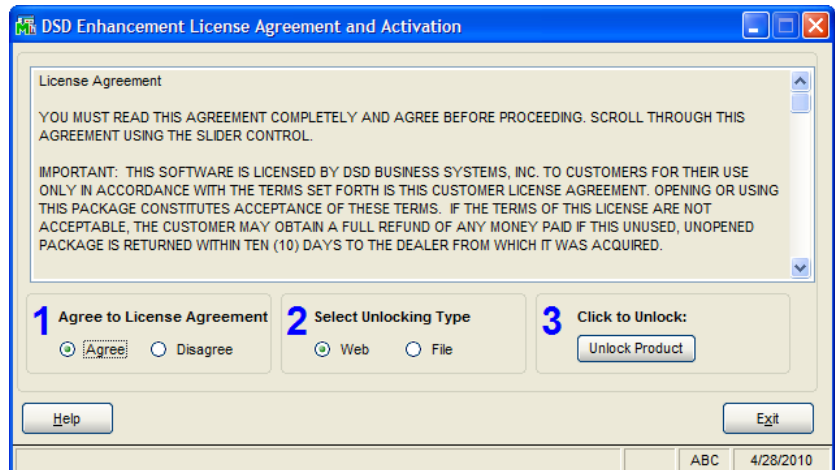 DSD Enhancement License Agreement and Activation
License Agreement
YOU MUST READ THIS AGREEMENT COMPLETELY AND AGREE BEFORE PROCEEDING. SCROLL THROUGH THIS
AGREEMENT USING THE SLIDER CONTROL.
IMPORTANT: THIS SOFTWARE IS LICENSED BY DSD BUSINESS SYSTEMS, INC. TO CUSTOMERS FOR THEIR USE
ONLY IN ACCORDANCE WITH THE TERMS SET FORTH IS THIS CUSTOMER LICENSE AGREEMENT. OPENING OR USING
THIS PACKAGE CONSTITUTES ACCEPTANCE OF THESE TERMS. IF THE TERMS OF THIS LICENSE ARE NOT
ACCEPTABLE, THE CUSTOMER MAY OBTAIN A FULL REFUND OF ANY MONEY PAID IF THIS UNUSED, UNOPENED
PACKAGE IS RETURNED WITHIN TEN (10) DAYS TO THE DEALER FROM WHICH IT WAS ACQUIRED.
1 Agree to License Agreement
Agree Disagree
2 Select Unlocking Type
Web File
3 Click to Unlock:
Unlock Product
Help
Exit
ABC 4/28/2010